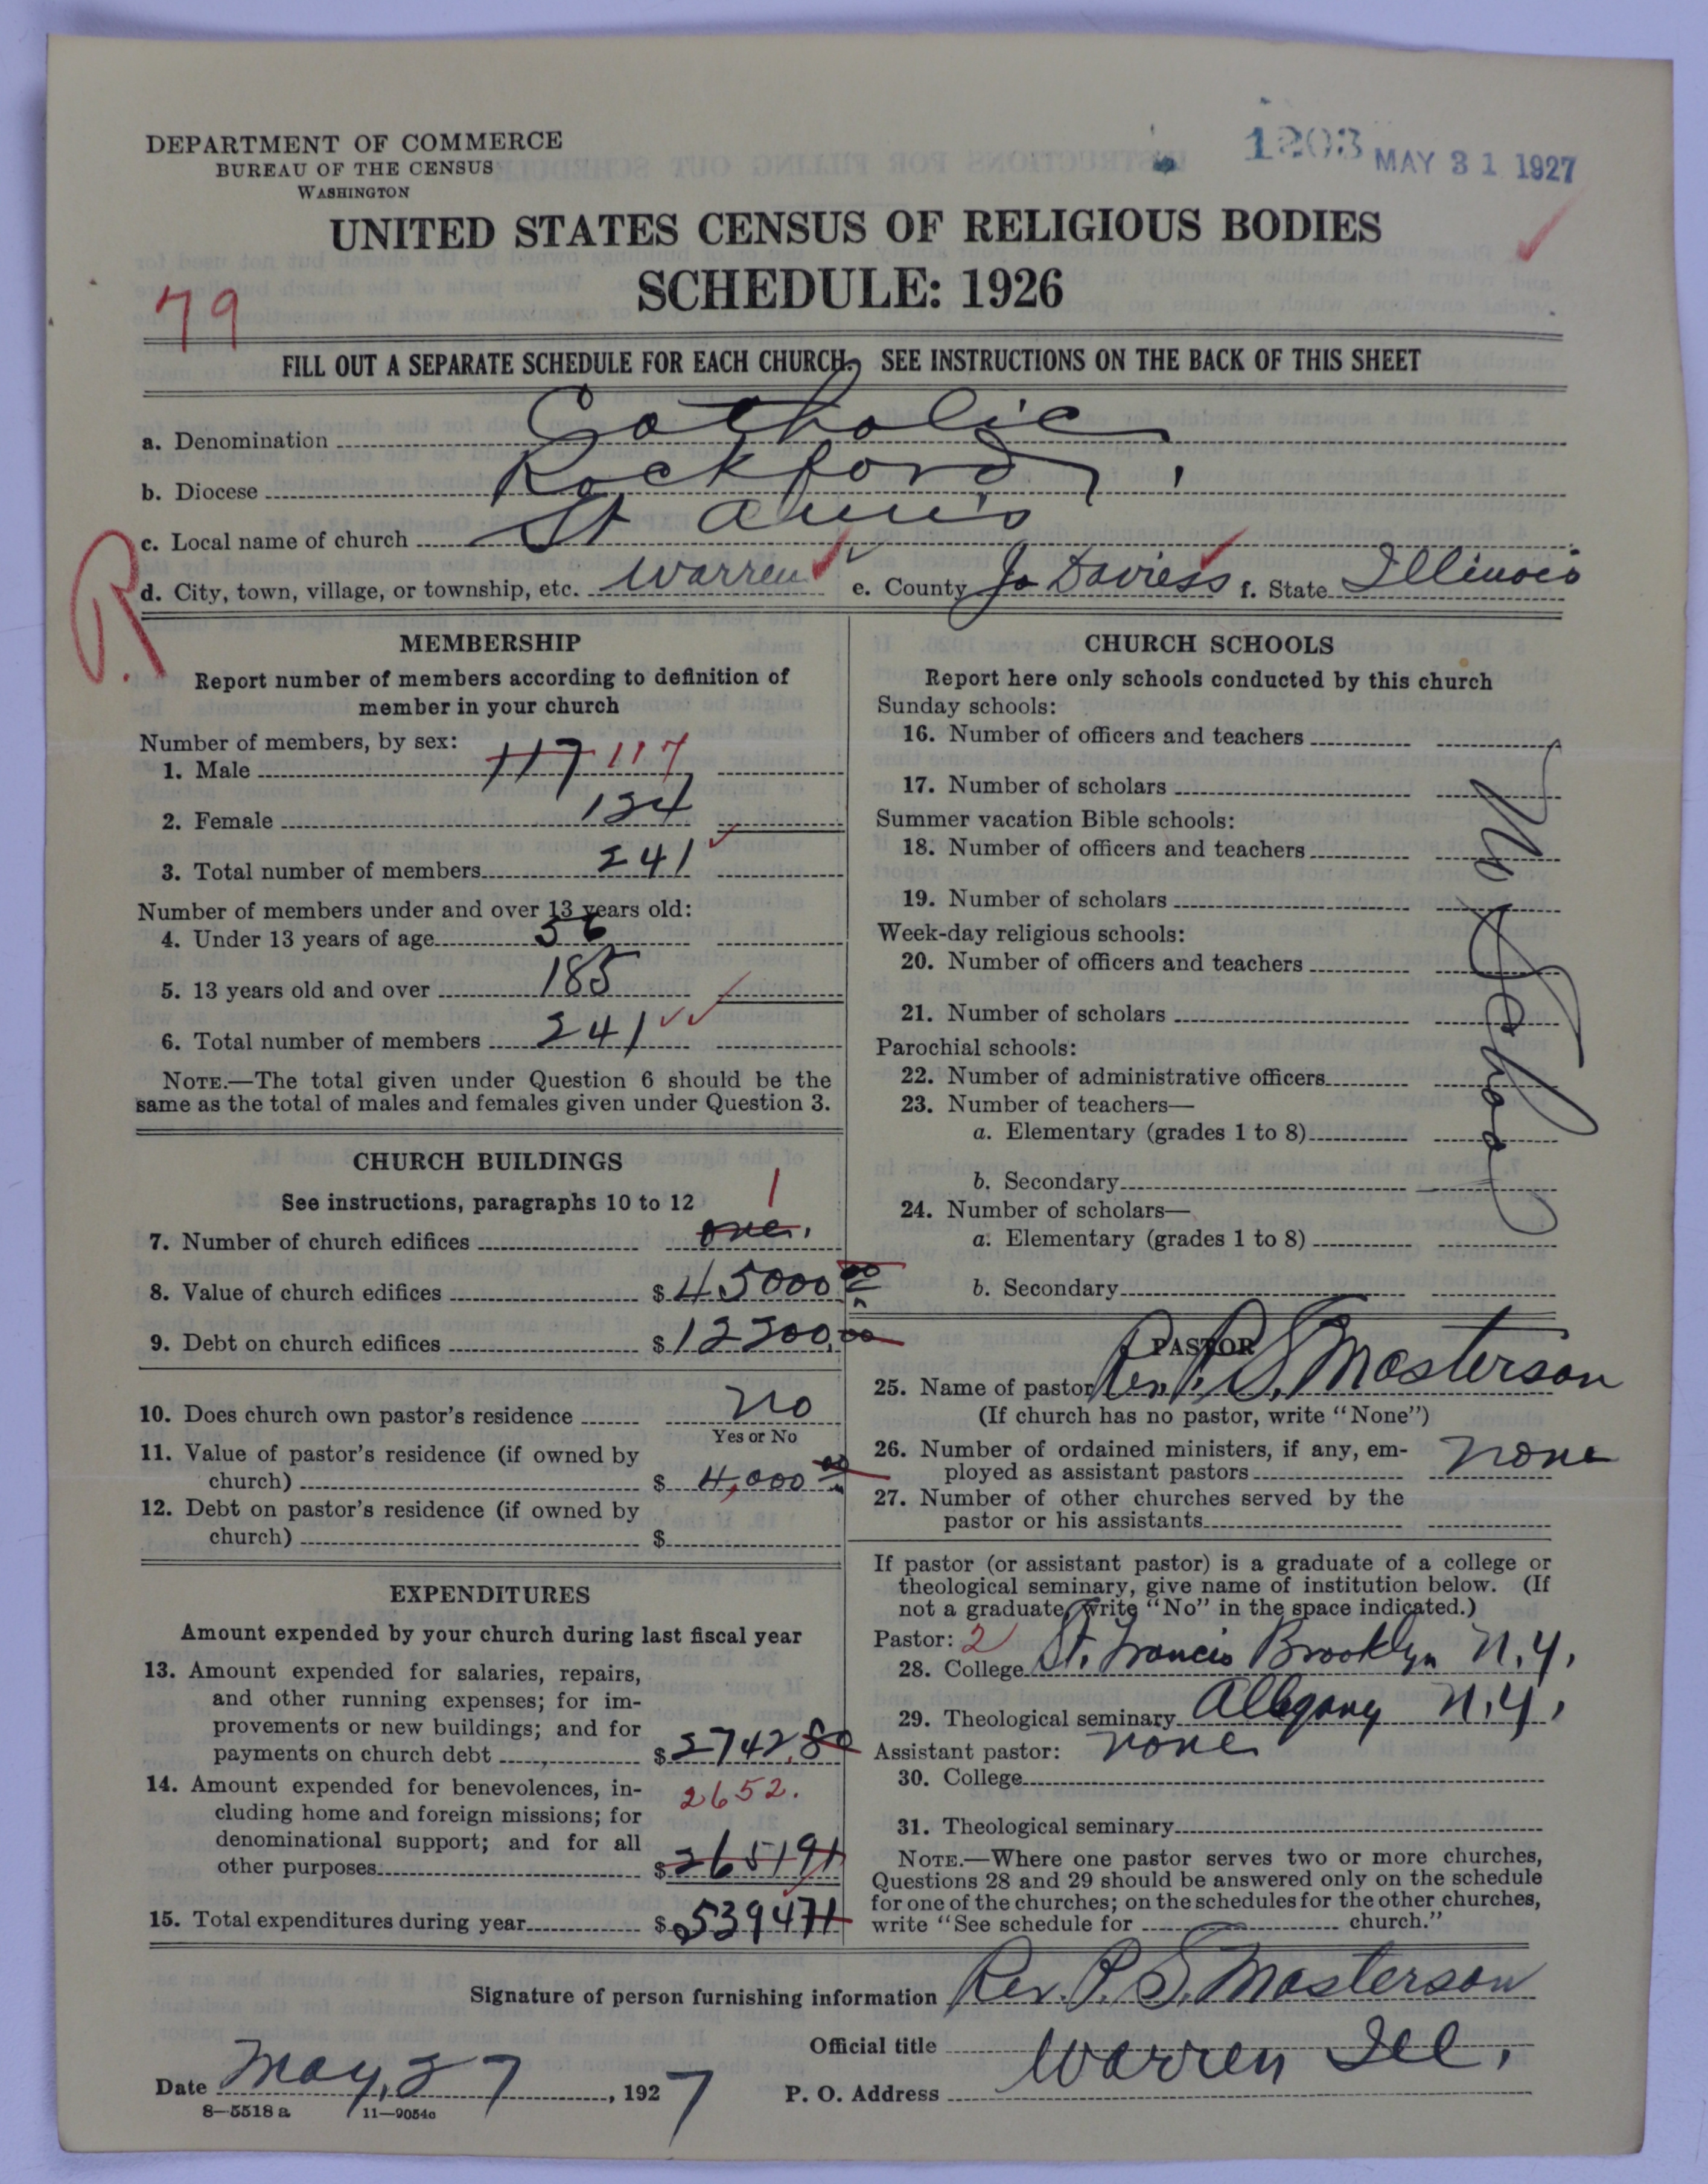 DEPARTMENT OF COMMERCE
BUREAU OF THE CENSUS
WASHINGTON
1203 MAY 31 1927
UNITED STATES CENSUS OF RELIGIOUS BODIES
SCHEDULE: 1926
79
FILL OUT A SEPARATE SCHEDULE FOR EACH CHURCH. SEE INSTRUCTIONS ON THE BACK OF THIS SHEET
a. Denomination Catholic
b. Diocese Rockford
c. Local name of church St Ann's
R.
d. City, town, village, or township, etc. Warren e. County Jo Daviess f. State Illinois
MEMBERSHIP
Report number of members according to definition of
member in your church
Number of members, by sex:
1. Male 117 117
2. Female 124
3. Total number of members 241
Number of members under and over 13 years old:
4. Under 13 years of age 56
5. 13 years old and over 185
6. Total number of members 241
NOTE.—The total given under Question 6 should be the
same as the total of males and females given under Question 3.
CHURCH BUILDINGS
See instructions, paragraphs 10 to 12
1
7. Number of church edifices one.
8. Value of church edifices $45000 00
9. Debt on church edifices $12200.00
10. Does church own pastor's residence No
Yes or No
11. Value of pastor's residence (if owned by
church) $ 4,000 00
12. Debt on pastor's residence (if owned by
church) $
EXPENDITURES
Amount expended by your church during last fiscal year
13. Amount expended for salaries, repairs,
and other running expenses; for im-
provements or new buildings; and for
payments on church debt $2742.80
14. Amount expended for benevolences, in- 2652.
cluding home and foreign missions; for
denominational support; and for all
other purposes $265191
15. Total expenditures during year $539471
CHURCH SCHOOLS
Report here only schools conducted by this church
Sunday schools:
16. Number of officers and teachers
17. Number of scholars
Summer vacation Bible schools:
18. Number of officers and teachers
19. Number of scholars
Week-day religious schools:
20. Number of officers and teachers
21. Number of scholars
Parochial schools:
22. Number of administrative officers
23. Number of teachers—
a. Elementary (grades 1 to 8)
b. Secondary
24. Number of scholars—
a. Elementary (grades 1 to 8)
b. Secondary
No School
PASTOR
25. Name of pastor Rev. P. S. Masterson
(If church has no pastor, write "None")
26. Number of ordained ministers, if any, em-
ployed as assistant pastors none
27. Number of other churches served by the
pastor or his assistants
If pastor (or assistant pastor) is a graduate of a college or
theological seminary, give name of institution below. (If
not a graduate, write "No" in the space indicated.)
Pastor: 2
28. College St. Francis Brooklyn N.Y.
29. Theological seminary Allegany N.Y.
Assistant pastor: none
30. College
31. Theological seminary
NOTE.—Where one pastor serves two or more churches,
Questions 28 and 29 should be answered only on the schedule
for one of the churches; on the schedules for the other churches,
write "See schedule for church."
Signature of person furnishing information Rev. P. S. Masterson
Official title
Date May, 27, 1927 P. O. Address Warren Ill.
8—5518 a 11—9054c